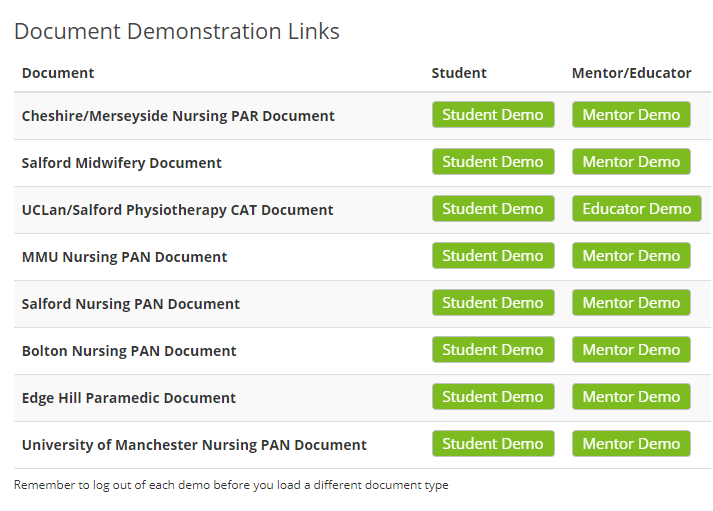 Document Demonstration Links
Document Student Mentor/Educator
Cheshire/Merseyside Nursing PAR Document Student Demo Mentor Demo
Salford Midwifery Document Student Demo Mentor Demo
UCLan/Salford Physiotherapy CAT Document Student Demo Educator Demo
MMU Nursing PAN Document Student Demo Mentor Demo
Salford Nursing PAN Document Student Demo Mentor Demo
Bolton Nursing PAN Document Student Demo Mentor Demo
Edge Hill Paramedic Document Student Demo Mentor Demo
University of Manchester Nursing PAN Document Student Demo Mentor Demo
Remember to log out of each demo before you load a different document type